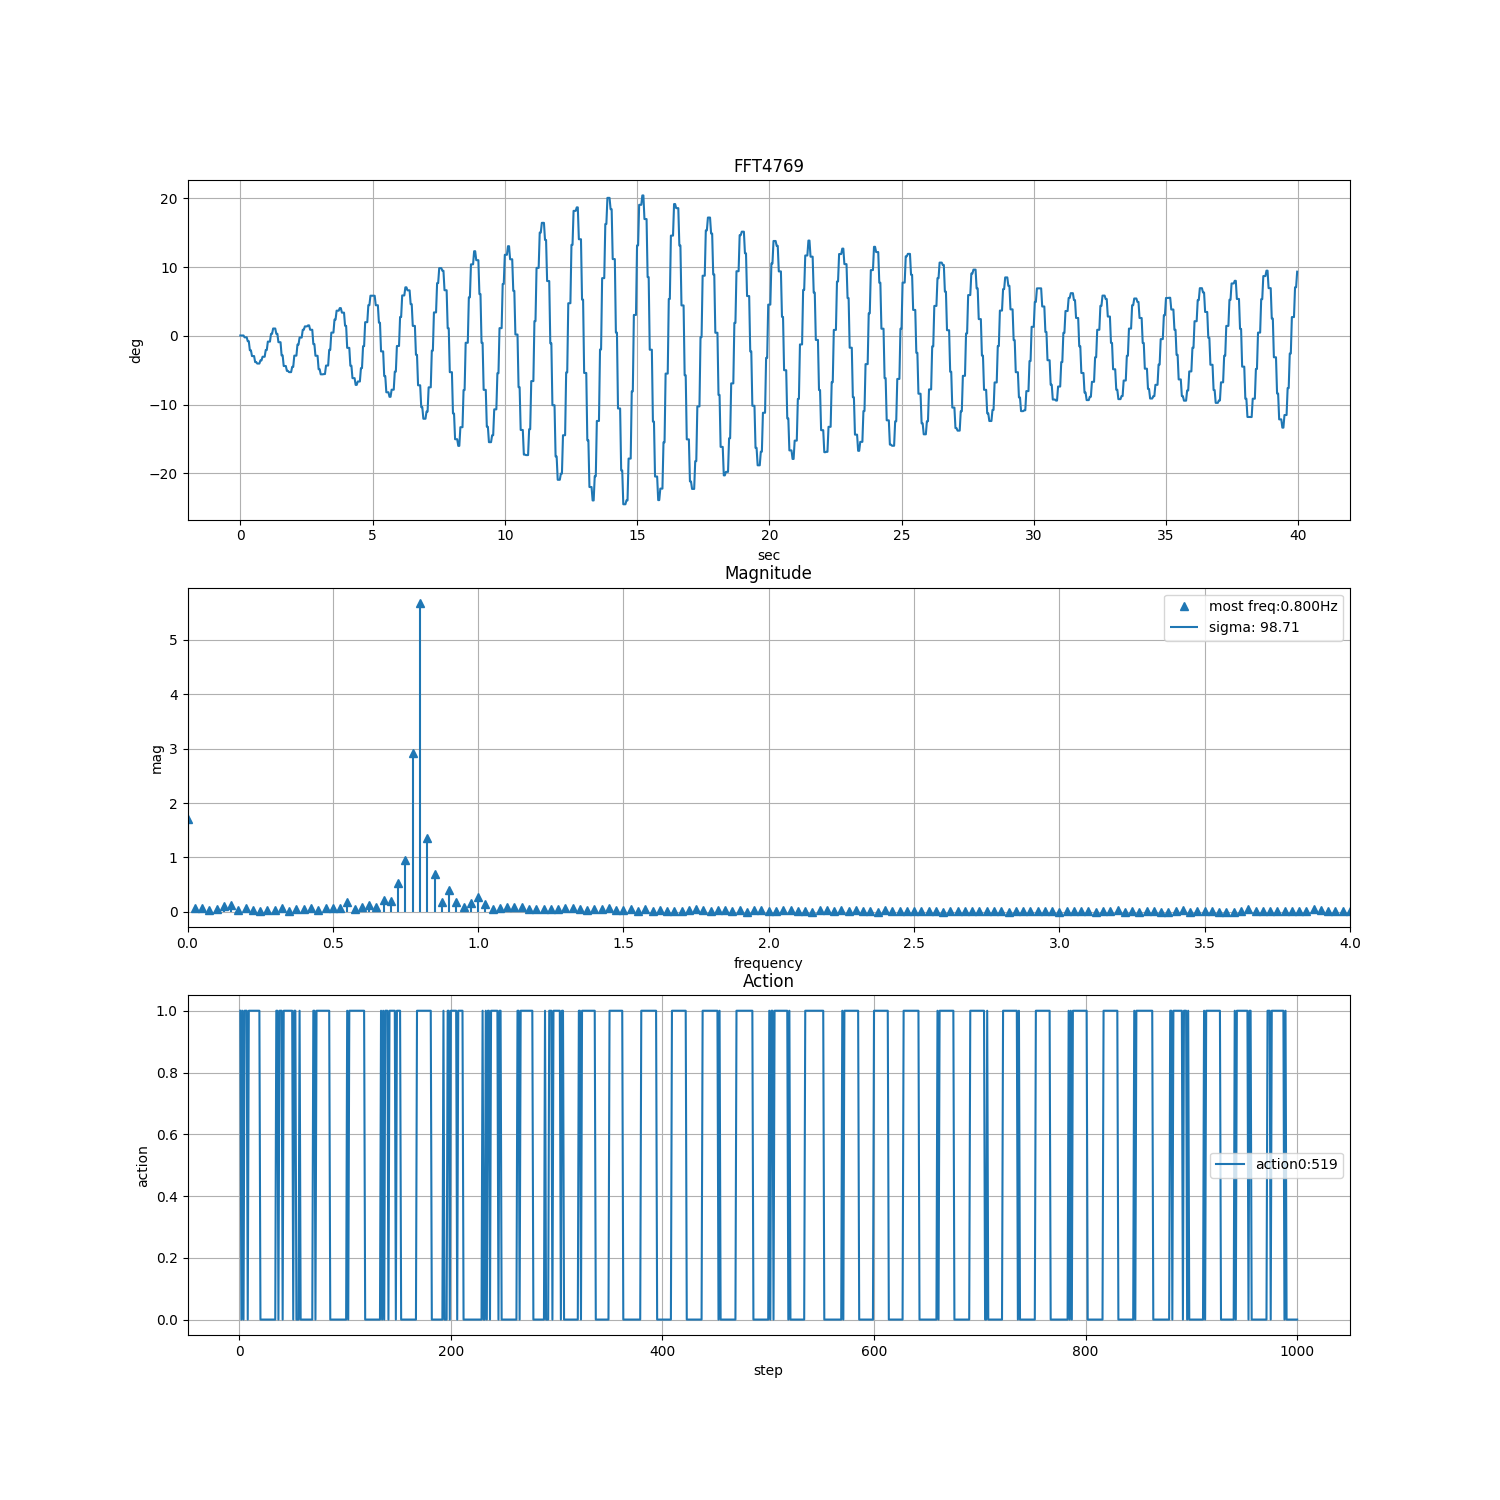 FFT4769
20
10
0
−10
−20
deg
0 5 10 15 20 25 30 35 40
sec
Magnitude
most freq:0.800Hz
sigma: 98.71
5
4
3
2
1
0
mag
0.0 0.5 1.0 1.5 2.0 2.5 3.0 3.5 4.0
frequency
Action
1.0
0.8
0.6
0.4
0.2
0.0
action
action0:519
0 200 400 600 800 1000
step